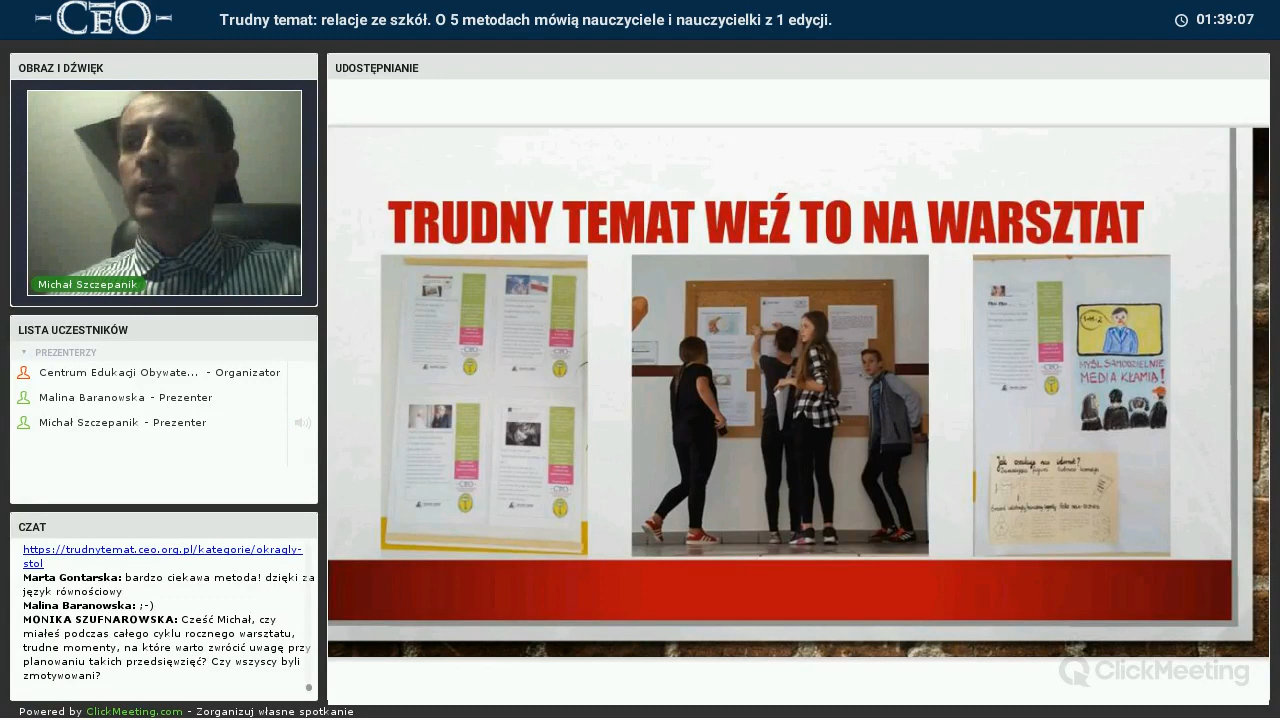 CEO
Trudny temat: relacje ze szkół. O 5 metodach mówią nauczyciele i nauczycielki z 1 edycji.
01:39:07
OBRAZ I DŹWIĘK
Michał Szczepanik
LISTA UCZESTNIKÓW
PREZENTERZY
Centrum Edukacji Obywate... - Organizator
Malina Baranowska - Prezenter
Michał Szczepanik - Prezenter
CZAT
https://trudnytemat.ceo.org.pl/kategorie/okragly-
stol
Marta Gontarska: bardzo ciekawa metoda! dzięki za
język równościowy
Malina Baranowska: ;-)
MONIKA SZUFNAROWSKA: Cześć Michał, czy
miałeś podczas całego cyklu rocznego warsztatu,
trudne momenty, na które warto zwrócić uwagę przy
planowaniu takich przedsięwzięć? Czy wszyscy byli
zmotywowani?
Powered by ClickMeeting.com - Zorganizuj własne spotkanie
UDOSTĘPNIANIE
TRUDNY TEMAT WEŹ TO NA WARSZTAT
MYŚL SAMODZIELNIE
MEDIA KŁAMIĄ!
ClickMeeting